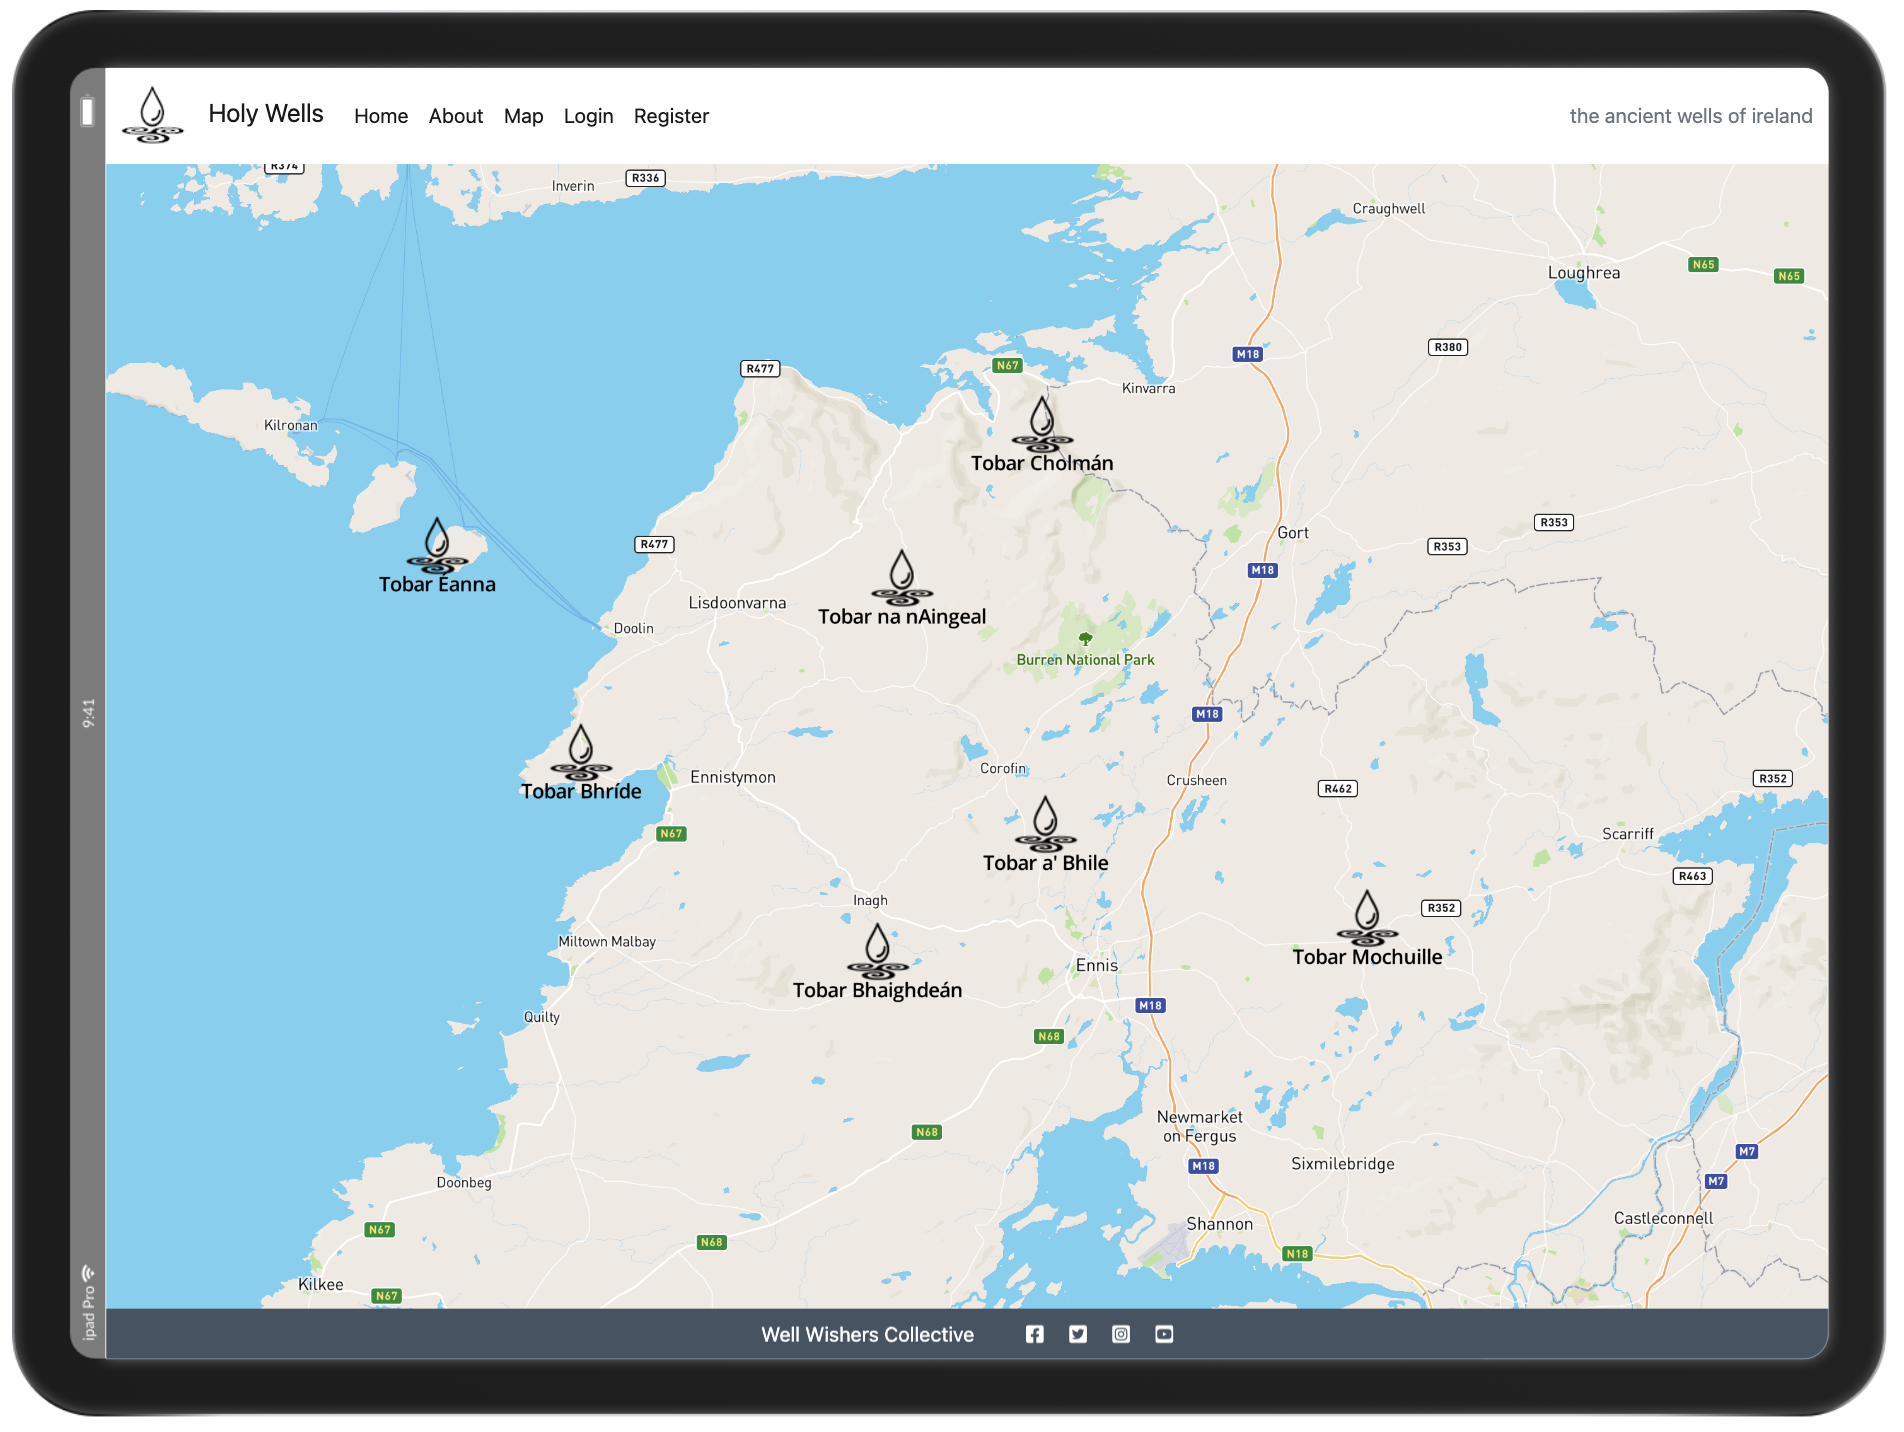 Holy Wells
Home
About
Map
Login
Register
the ancient wells of ireland
R374
Inverin
R336
Craughwell
Loughrea
N65
N65
R477
N67
M18
R380
Kinvarra
Kilronan
Tobar Cholmán
Gort
R353
R353
Tobar Éanna
R477
M18
Lisdoonvarna
Tobar na nAingeal
Doolin
Burren National Park
M18
Tobar Bhríde
Ennistymon
Corofin
Crusheen
R462
R352
N67
Scarriff
Tobar a' Bhile
R463
Inagh
R352
Miltown Malbay
Tobar Mochuille
Ennis
Tobar Bhaighdeán
M18
Quilty
N68
Newmarket
on Fergus
N68
M18
Sixmilebridge
M7
M7
Doonbeg
Shannon
Castleconnell
N67
N68
N18
Kilkee
N67
Well Wishers Collective
9:41
ipad Pro